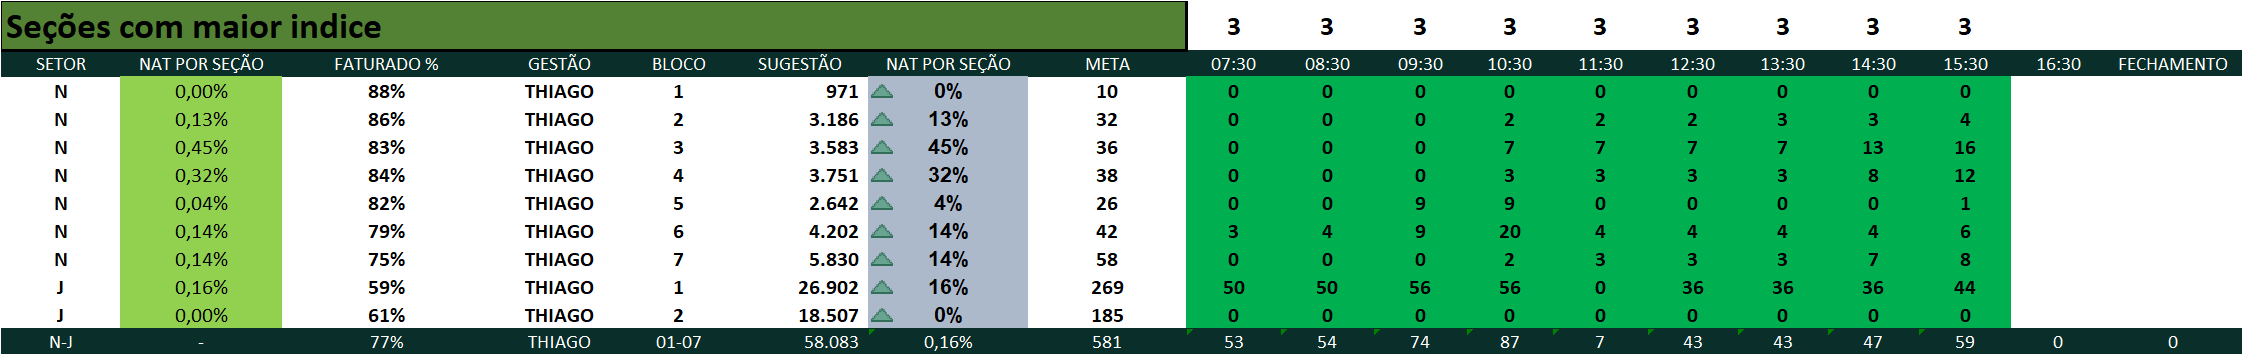 Seções com maior indice 3 3 3 3 3 3 3 3 3
SETOR NAT POR SEÇÃO FATURADO % GESTÃO BLOCO SUGESTÃO NAT POR SEÇÃO META 07:30 08:30 09:30 10:30 11:30 12:30 13:30 14:30 15:30 16:30 FECHAMENTO
N 0,00% 88% THIAGO 1 971 0% 10 0 0 0 0 0 0 0 0 0
N 0,13% 86% THIAGO 2 3.186 13% 32 0 0 0 2 2 2 3 3 4
N 0,45% 83% THIAGO 3 3.583 45% 36 0 0 0 7 7 7 7 13 16
N 0,32% 84% THIAGO 4 3.751 32% 38 0 0 0 3 3 3 3 8 12
N 0,04% 82% THIAGO 5 2.642 4% 26 0 0 9 9 0 0 0 0 1
N 0,14% 79% THIAGO 6 4.202 14% 42 3 4 9 20 4 4 4 4 6
N 0,14% 75% THIAGO 7 5.830 14% 58 0 0 0 2 3 3 3 7 8
J 0,16% 59% THIAGO 1 26.902 16% 269 50 50 56 56 0 36 36 36 44
J 0,00% 61% THIAGO 2 18.507 0% 185 0 0 0 0 0 0 0 0 0
N-J - 77% THIAGO 01-07 58.083 0,16% 581 53 54 74 87 7 43 43 47 59 0 0